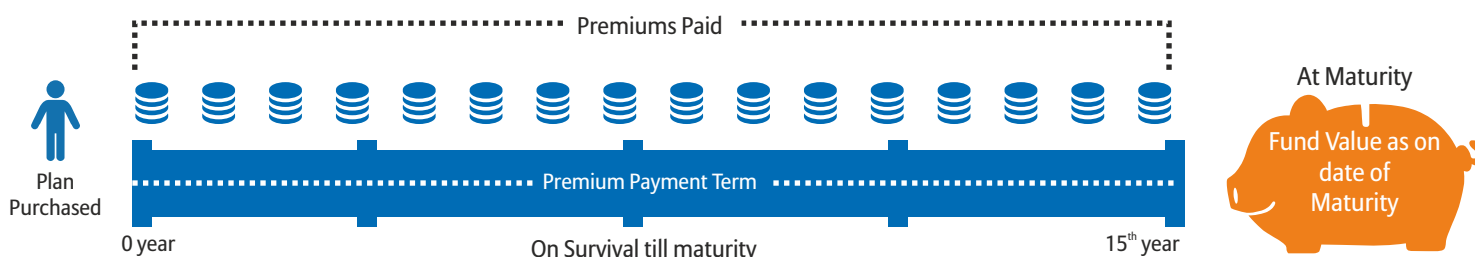 Premiums Paid
Plan
Purchased
Premium Payment Term
0 year
On Survival till maturity
15th year
At Maturity
Fund Value as on
date of
Maturity